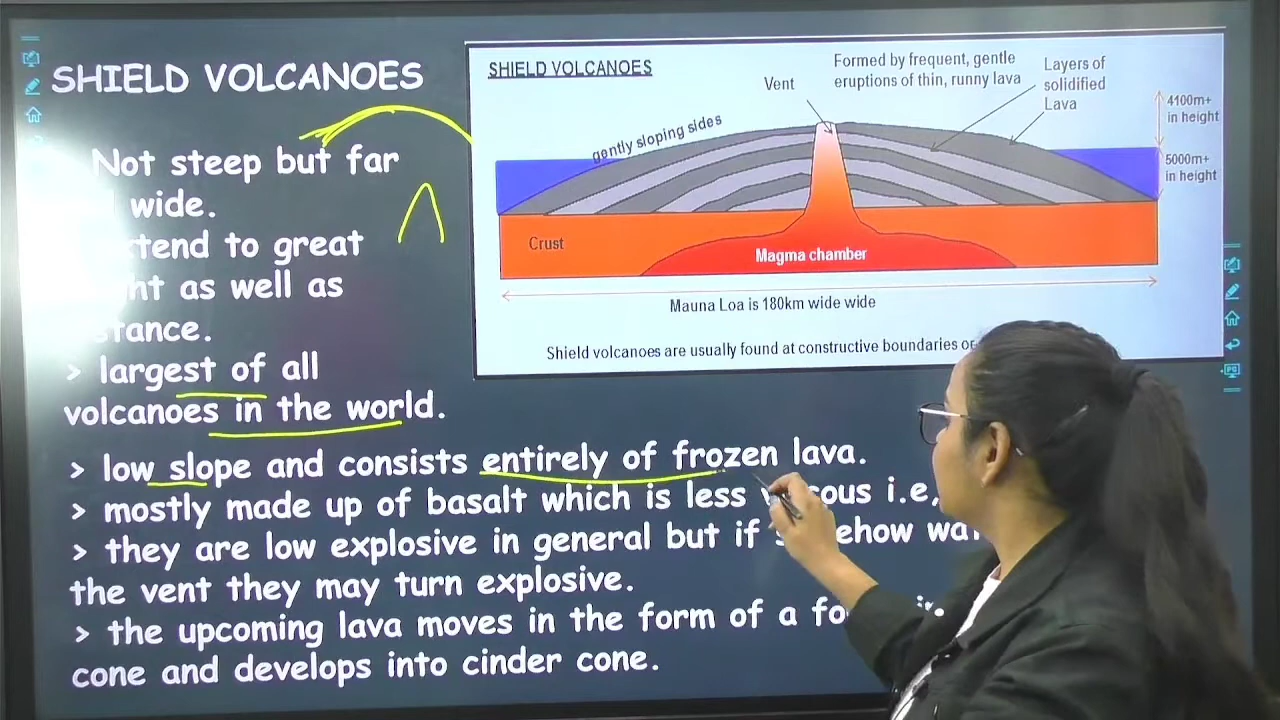 SHIELD VOLCANOES
Not steep but far
wide.
to great
as well as
> largest of all
volcanoes in the world.
> low slope and consists entirely of frozen lava.
> mostly made up of basalt which is less i.e,
> they are low explosive in general but if
the vent they may turn explosive.
> the upcoming lava moves in the form of a
cone and develops into cinder cone.
SHIELD VOLCANOES
Vent
Formed by frequent, gentle
eruptions of thin, runny lava
Layers of
solidified
Lava
4100m+
in height
5000m+
in height
gently sloping sides
Crust
Magma chamber
Mauna Loa is 180km wide wide
Shield volcanoes are usually found at constructive boundaries